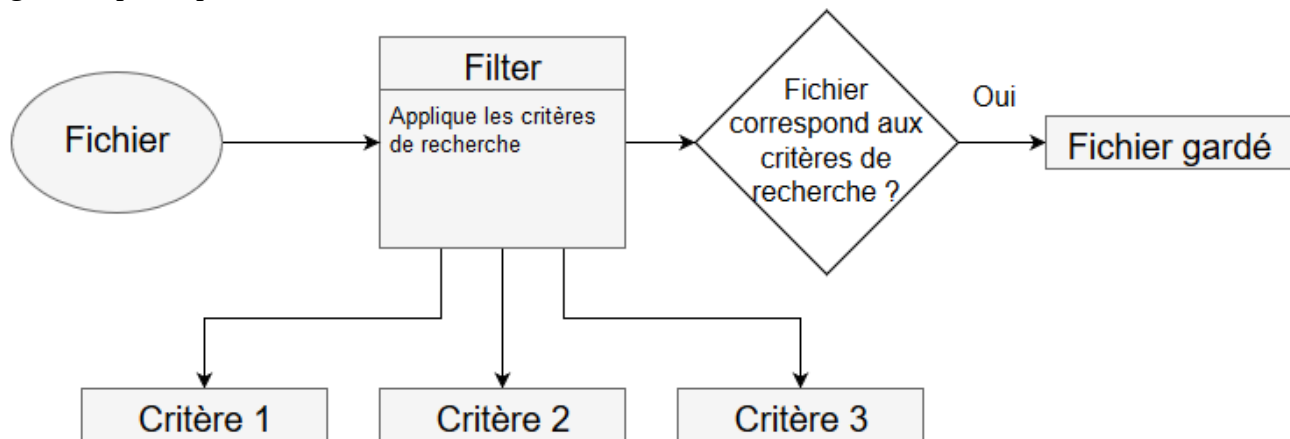 Fichier
Filter
Applique les critères
de recherche
Fichier
correspond aux
critères de
recherche ?
Oui
Fichier gardé
Critère 1
Critère 2
Critère 3